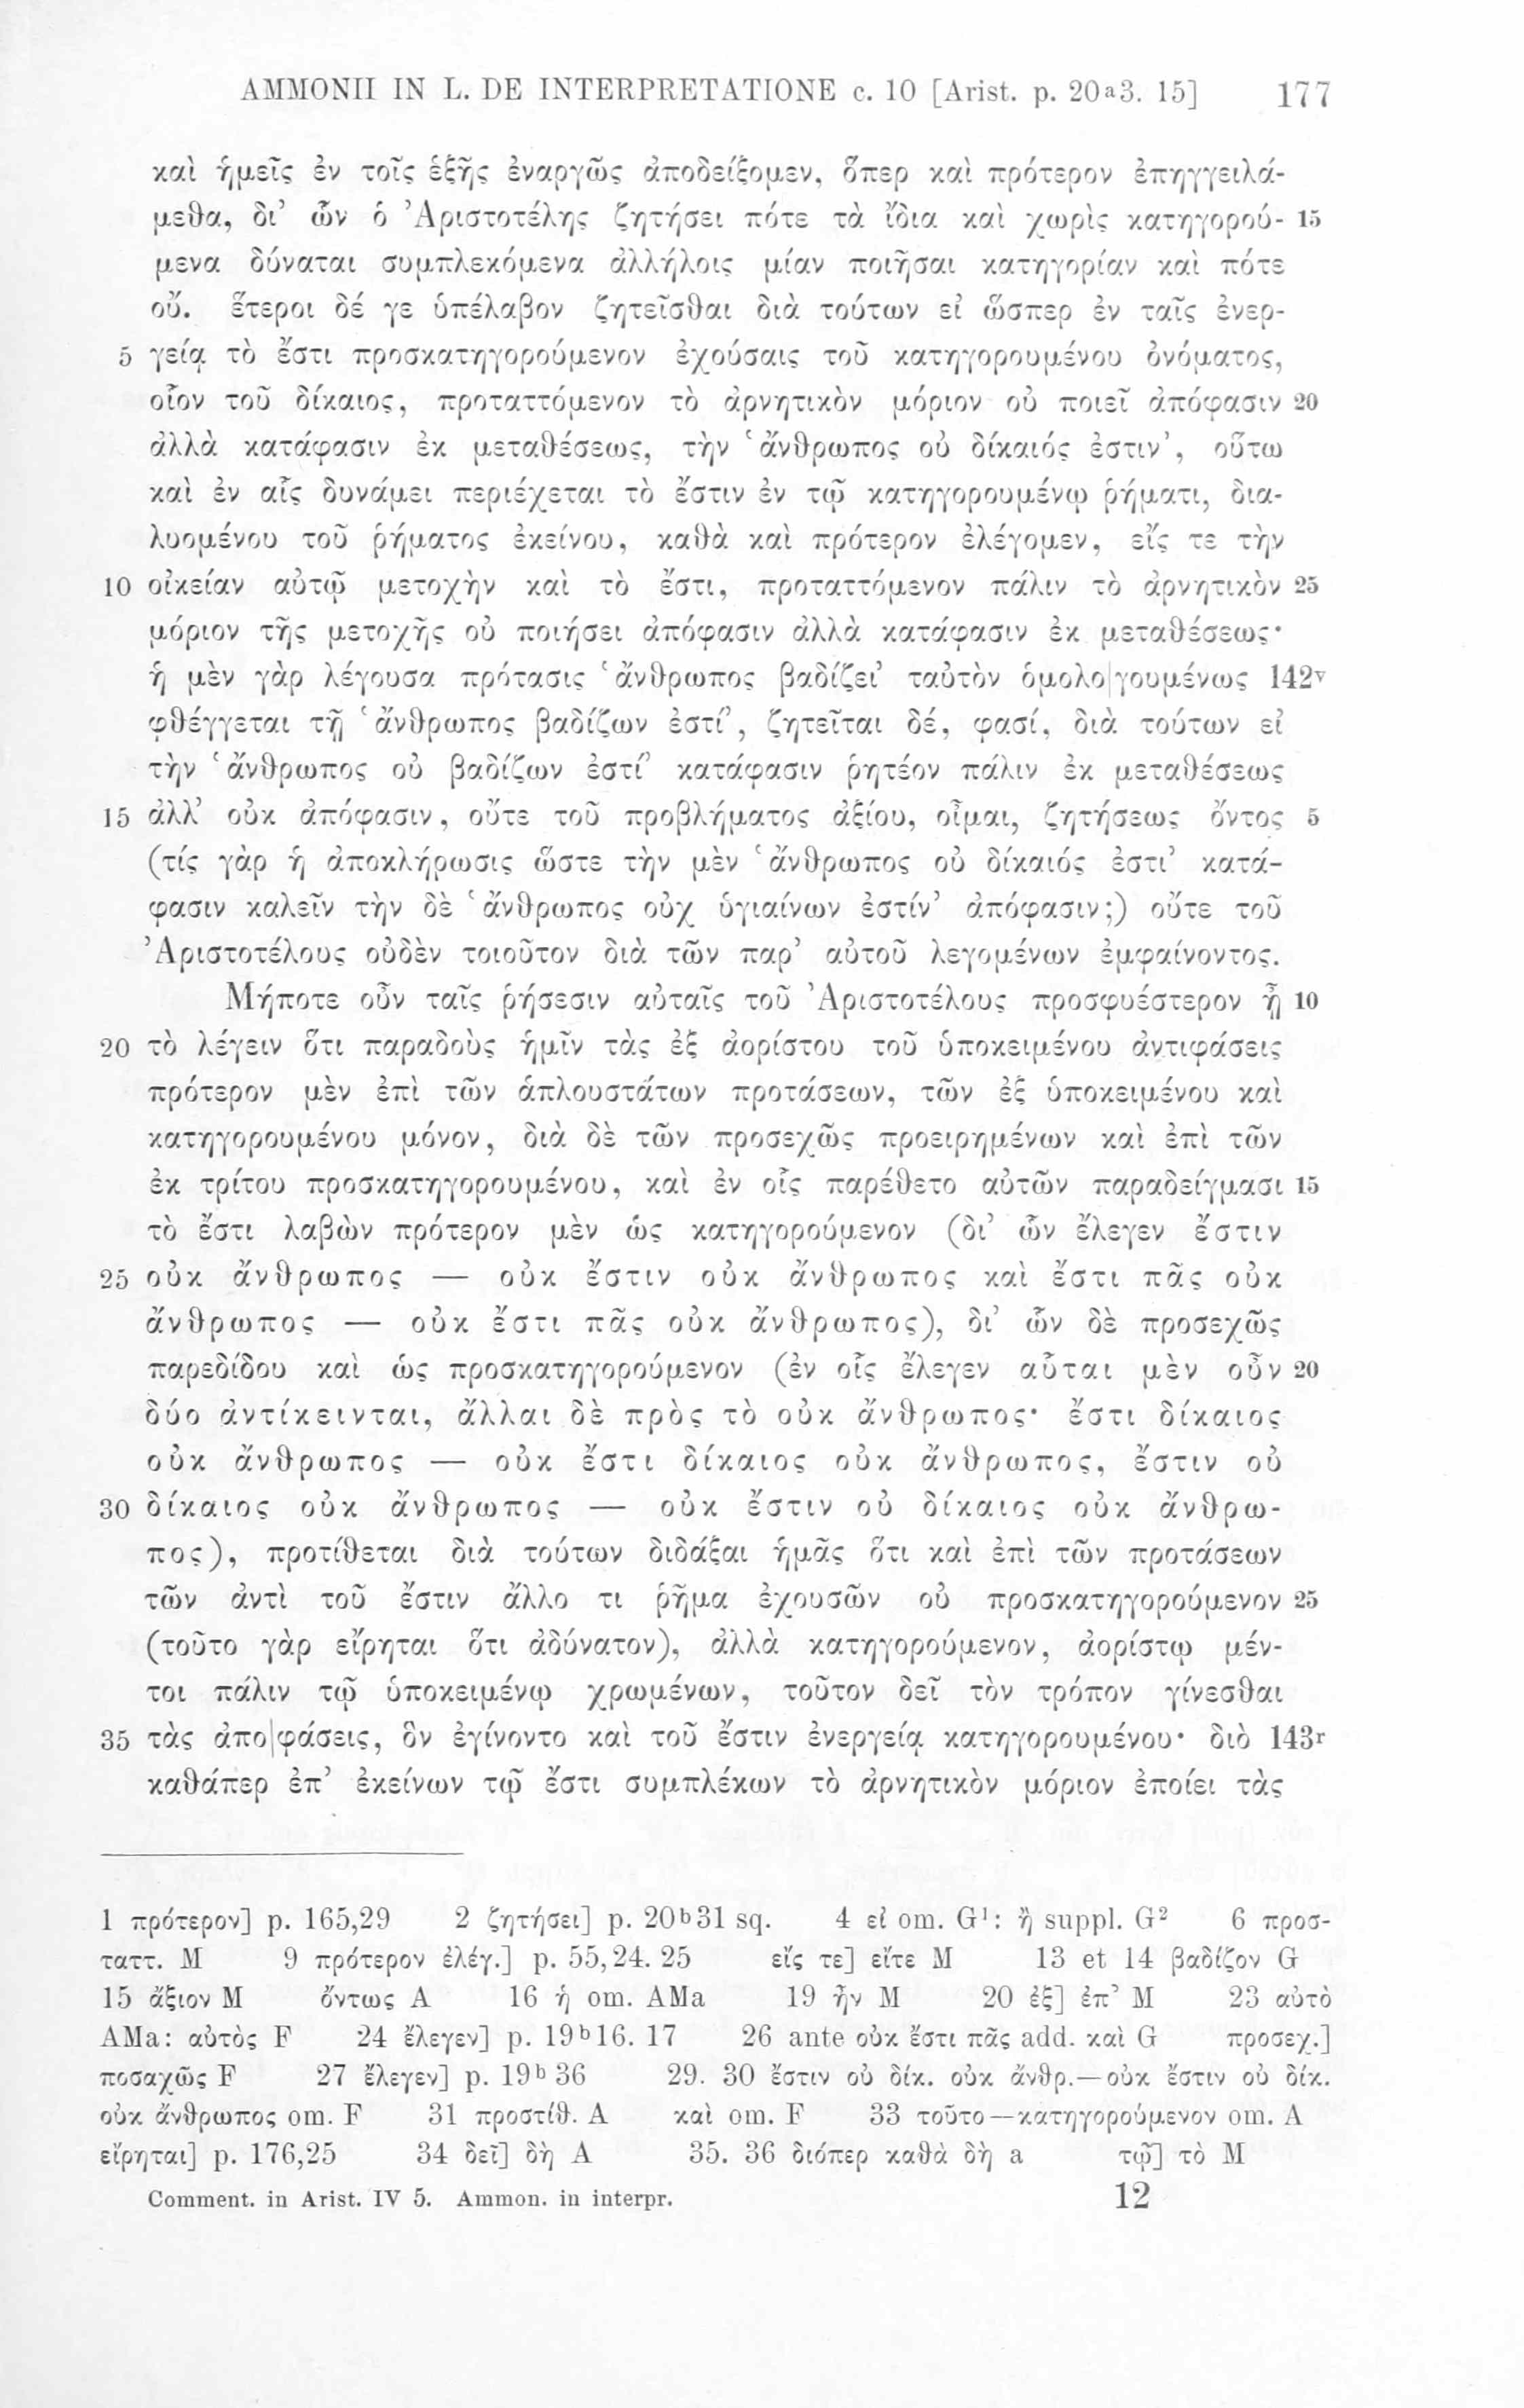 AMMONII IN L. DE INTERPRETATIONE c. 10 [Arist. p. 20a3. 15] 177
καὶ ἡμεῖς ἐν τοῖς ἑξῆς ἐναργῶς ἀποδείξομεν, ὅπερ καὶ πρότερον ἐπηγγειλά-
μεθα, δι’ ὧν ὁ Ἀριστοτέλης ζητήσει πότε τὰ ἴδια καὶ χωρὶς κατηγορού- 15
μενα δύναται συμπλεκόμενα ἀλλήλοις μίαν ποιῆσαι κατηγορίαν καὶ πότε
οὔ. ἕτεροι δέ γε ὑπέλαβον ζητεῖσθαι διὰ τούτων εἰ ὥσπερ ἐν ταῖς ἐνερ-
5 γείᾳ τὸ ἔστι προσκατηγορούμενον ἐχούσαις τοῦ κατηγορουμένου ὀνόματος,
οἷον τοῦ δίκαιος, προταττόμενον τὸ ἀρνητικὸν μόριον οὐ ποιεῖ ἀπόφασιν 20
ἀλλὰ κατάφασιν ἐκ μεταθέσεως, τὴν ‘ἄνθρωπος οὐ δίκαιός ἐστιν’, οὕτω
καὶ ἐν αἷς δυνάμει περιέχεται τὸ ἔστιν ἐν τῷ κατηγορουμένῳ ῥήματι, δια-
λυομένου τοῦ ῥήματος ἐκείνου, καθὰ καὶ πρότερον ἐλέγομεν, εἴς τε τὴν
10 οἰκείαν αὐτῷ μετοχὴν καὶ τὸ ἔστι, προταττόμενον πάλιν τὸ ἀρνητικὸν 25
μόριον τῆς μετοχῆς οὐ ποιήσει ἀπόφασιν ἀλλὰ κατάφασιν ἐκ μεταθέσεως·
ἡ μὲν γὰρ λέγουσα πρότασις ‘ἄνθρωπος βαδίζει’ ταὐτὸν ὁμολο|γουμένως 142v
φθέγγεται τῇ ‘ἄνθρωπος βαδίζων ἐστί’, ζητεῖται δέ, φασί, διὰ τούτων εἰ
τὴν ‘ἄνθρωπος οὐ βαδίζων ἐστί’ κατάφασιν ῥητέον πάλιν ἐκ μεταθέσεως
15 ἀλλ’ οὐκ ἀπόφασιν, οὔτε τοῦ προβλήματος ἀξίου, οἶμαι, ζητήσεως ὄντος 5
(τίς γὰρ ἡ ἀποκλήρωσις ὥστε τὴν μὲν ‘ἄνθρωπος οὐ δίκαιός ἐστι’ κατά-
φασιν καλεῖν τὴν δὲ ‘ἄνθρωπος οὐχ ὑγιαίνων ἐστίν’ ἀπόφασιν;) οὔτε τοῦ
Ἀριστοτέλους οὐδὲν τοιοῦτον διὰ τῶν παρ’ αὐτοῦ λεγομένων ἐμφαίνοντος.
Μήποτε οὖν ταῖς ῥήσεσιν αὐταῖς τοῦ Ἀριστοτέλους προσφυέστερον ᾖ 10
20 τὸ λέγειν ὅτι παραδοὺς ἡμῖν τὰς ἐξ ἀορίστου τοῦ ὑποκειμένου ἀντιφάσεις
πρότερον μὲν ἐπὶ τῶν ἁπλουστάτων προτάσεων, τῶν ἐξ ὑποκειμένου καὶ
κατηγορουμένου μόνον, διὰ δὲ τῶν προσεχῶς προειρημένων καὶ ἐπὶ τῶν
ἐκ τρίτου προσκατηγορουμένου, καὶ ἐν οἷς παρέθετο αὐτῶν παραδείγμασι 15
τὸ ἔστι λαβὼν πρότερον μὲν ὡς κατηγορούμενον (δι’ ὧν ἔλεγεν ἔστιν
25 οὐκ ἄνθρωπος — οὐκ ἔστιν οὐκ ἄνθρωπος καὶ ἔστι πᾶς οὐκ
ἄνθρωπος — οὐκ ἔστι πᾶς οὐκ ἄνθρωπος), δι’ ὧν δὲ προσεχῶς
παρεδίδου καὶ ὡς προσκατηγορούμενον (ἐν οἷς ἔλεγεν αὗται μὲν οὖν 20
δύο ἀντίκεινται, ἄλλαι δὲ πρὸς τὸ οὐκ ἄνθρωπος· ἔστι δίκαιος
οὐκ ἄνθρωπος — οὐκ ἔστι δίκαιος οὐκ ἄνθρωπος, ἔστιν οὐ
30 δίκαιος οὐκ ἄνθρωπος — οὐκ ἔστιν οὐ δίκαιος οὐκ ἄνθρω-
πος), προτίθεται διὰ τούτων διδάξαι ἡμᾶς ὅτι καὶ ἐπὶ τῶν προτάσεων
τῶν ἀντὶ τοῦ ἔστιν ἄλλο τι ῥῆμα ἐχουσῶν οὐ προσκατηγορούμενον 25
(τοῦτο γὰρ εἴρηται ὅτι ἀδύνατον), ἀλλὰ κατηγορούμενον, ἀορίστῳ μέν-
τοι πάλιν τῷ ὑποκειμένῳ χρωμένων, τοῦτον δεῖ τὸν τρόπον γίνεσθαι
35 τὰς ἀπο|φάσεις, ὃν ἐγίνοντο καὶ τοῦ ἔστιν ἐνεργείᾳ κατηγορουμένου· διὸ 143r
καθάπερ ἐπ’ ἐκείνων τῷ ἔστι συμπλέκων τὸ ἀρνητικὸν μόριον ἐποίει τὰς
1 πρότερον] p. 165,29 2 ζητήσει] p. 20b31 sq. 4 εἰ om. G1: ἢ suppl. G2 6 προσ-
ταττ. M 9 πρότερον ἐλέγ.] p. 55,24. 25 εἴς τε] εἴτε M 13 et 14 βαδίζον G
15 ἄξιον M ὄντως A 16 ἡ om. AMa 19 ἦν M 20 ἐξ] ἐπ’ M 23 αὐτὸ
AMa: αὐτὸς F 24 ἔλεγεν] p. 19b16. 17 26 ante οὐκ ἔστι πᾶς add. καὶ G προσεχ.]
ποσαχῶς F 27 ἔλεγεν] p. 19b36 29. 30 ἔστιν οὐ δίκ. οὐκ ἄνθρ.—οὐκ ἔστιν οὐ δίκ.
οὐκ ἄνθρωπος om. F 31 προστίθ. A καὶ om. F 33 τοῦτο—κατηγορούμενον om. A
εἴρηται] p. 176,25 34 δεῖ] δὴ A 35. 36 διόπερ καθὰ δὴ a τῷ] τὸ M
Comment. in Arist. IV 5. Ammon. in interpr. 12